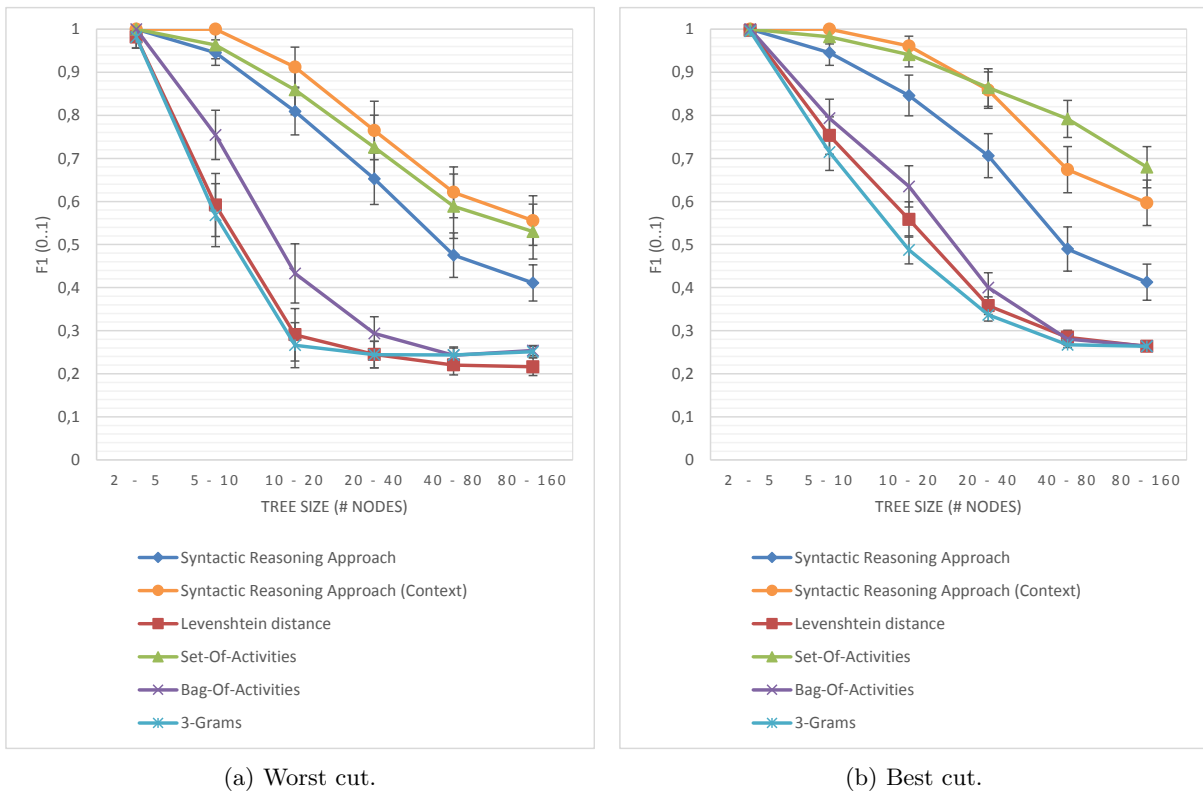 1
0,9
0,8
0,7
0,6
0,5
0,4
0,3
0,2
0,1
0
F1 (0..1)
2 - 5 5 - 10 10 - 20 20 - 40 40 - 80 80 - 160
TREE SIZE (# NODES)
Syntactic Reasoning Approach
Syntactic Reasoning Approach (Context)
Levenshtein distance
Set-Of-Activities
Bag-Of-Activities
3-Grams
(a) Worst cut.
1
0,9
0,8
0,7
0,6
0,5
0,4
0,3
0,2
0,1
0
F1 (0..1)
2 - 5 5 - 10 10 - 20 20 - 40 40 - 80 80 - 160
TREE SIZE (# NODES)
Syntactic Reasoning Approach
Syntactic Reasoning Approach (Context)
Levenshtein distance
Set-Of-Activities
Bag-Of-Activities
3-Grams
(b) Best cut.